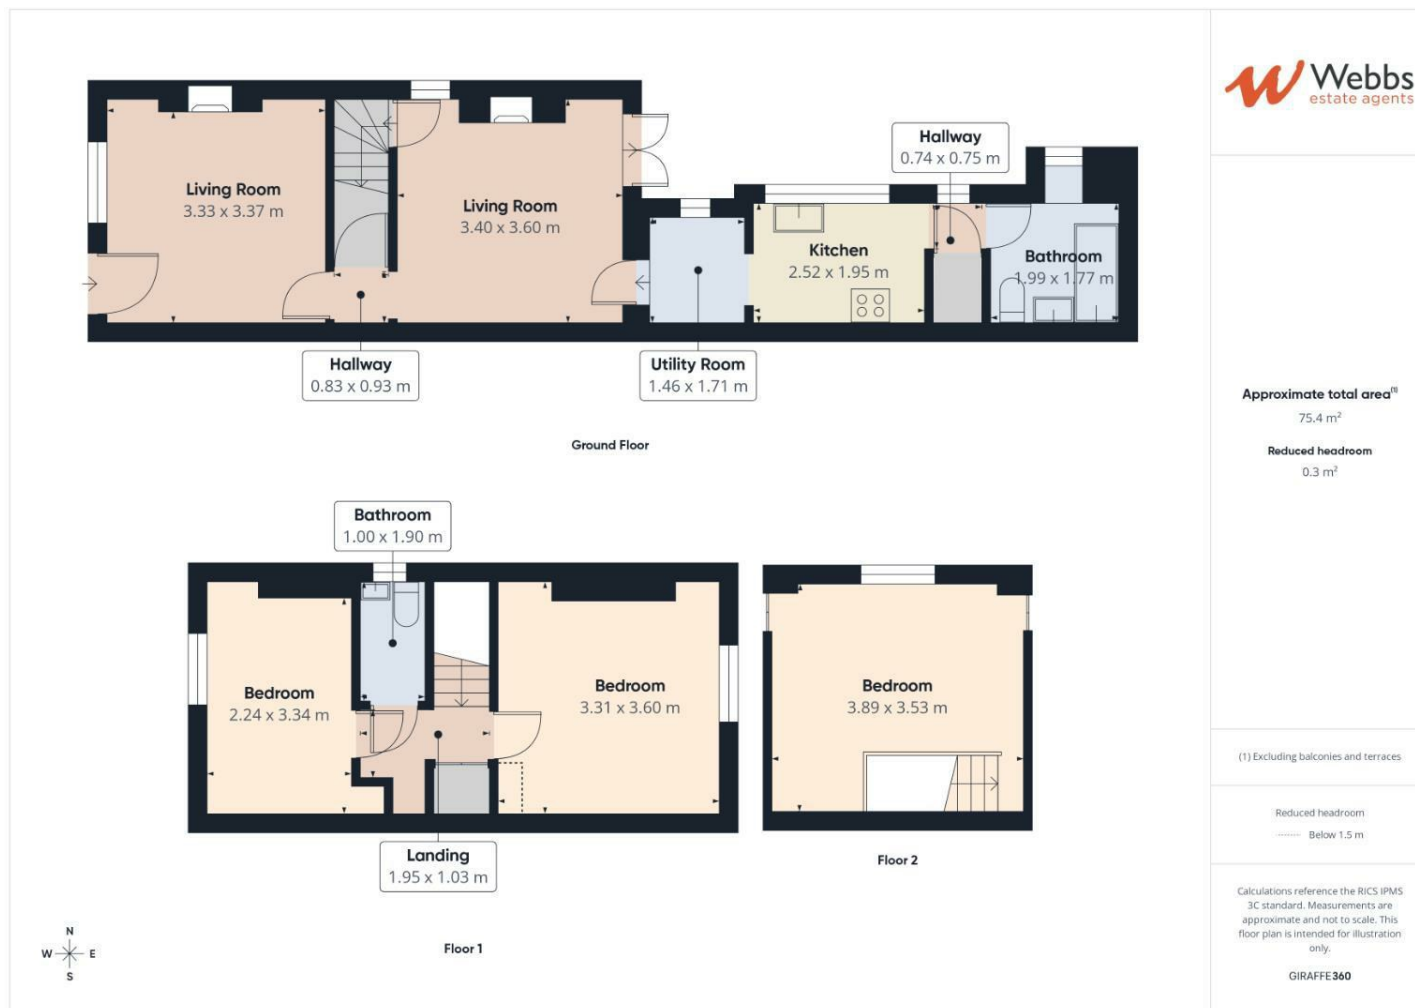 Webbs
estate agents
Hallway
0.74 x 0.75 m
Living Room
3.33 x 3.37 m
Living Room
3.40 x 3.60 m
Kitchen
2.52 x 1.95 m
Bathroom
1.99 x 1.77 m
Hallway
0.83 x 0.93 m
Utility Room
1.46 x 1.71 m
Ground Floor
Bathroom
1.00 x 1.90 m
Bedroom
2.24 x 3.34 m
Bedroom
3.31 x 3.60 m
Bedroom
3.89 x 3.53 m
Landing
1.95 x 1.03 m
Floor 2
Floor 1
N
W E
S
Approximate total area(1)
75.4 m²
Reduced headroom
0.3 m²
(1) Excluding balconies and terraces
Reduced headroom
Below 1.5 m
Calculations reference the RICS IPMS
3C standard. Measurements are
approximate and not to scale. This
floor plan is intended for illustration
only.
GIRAFFE360